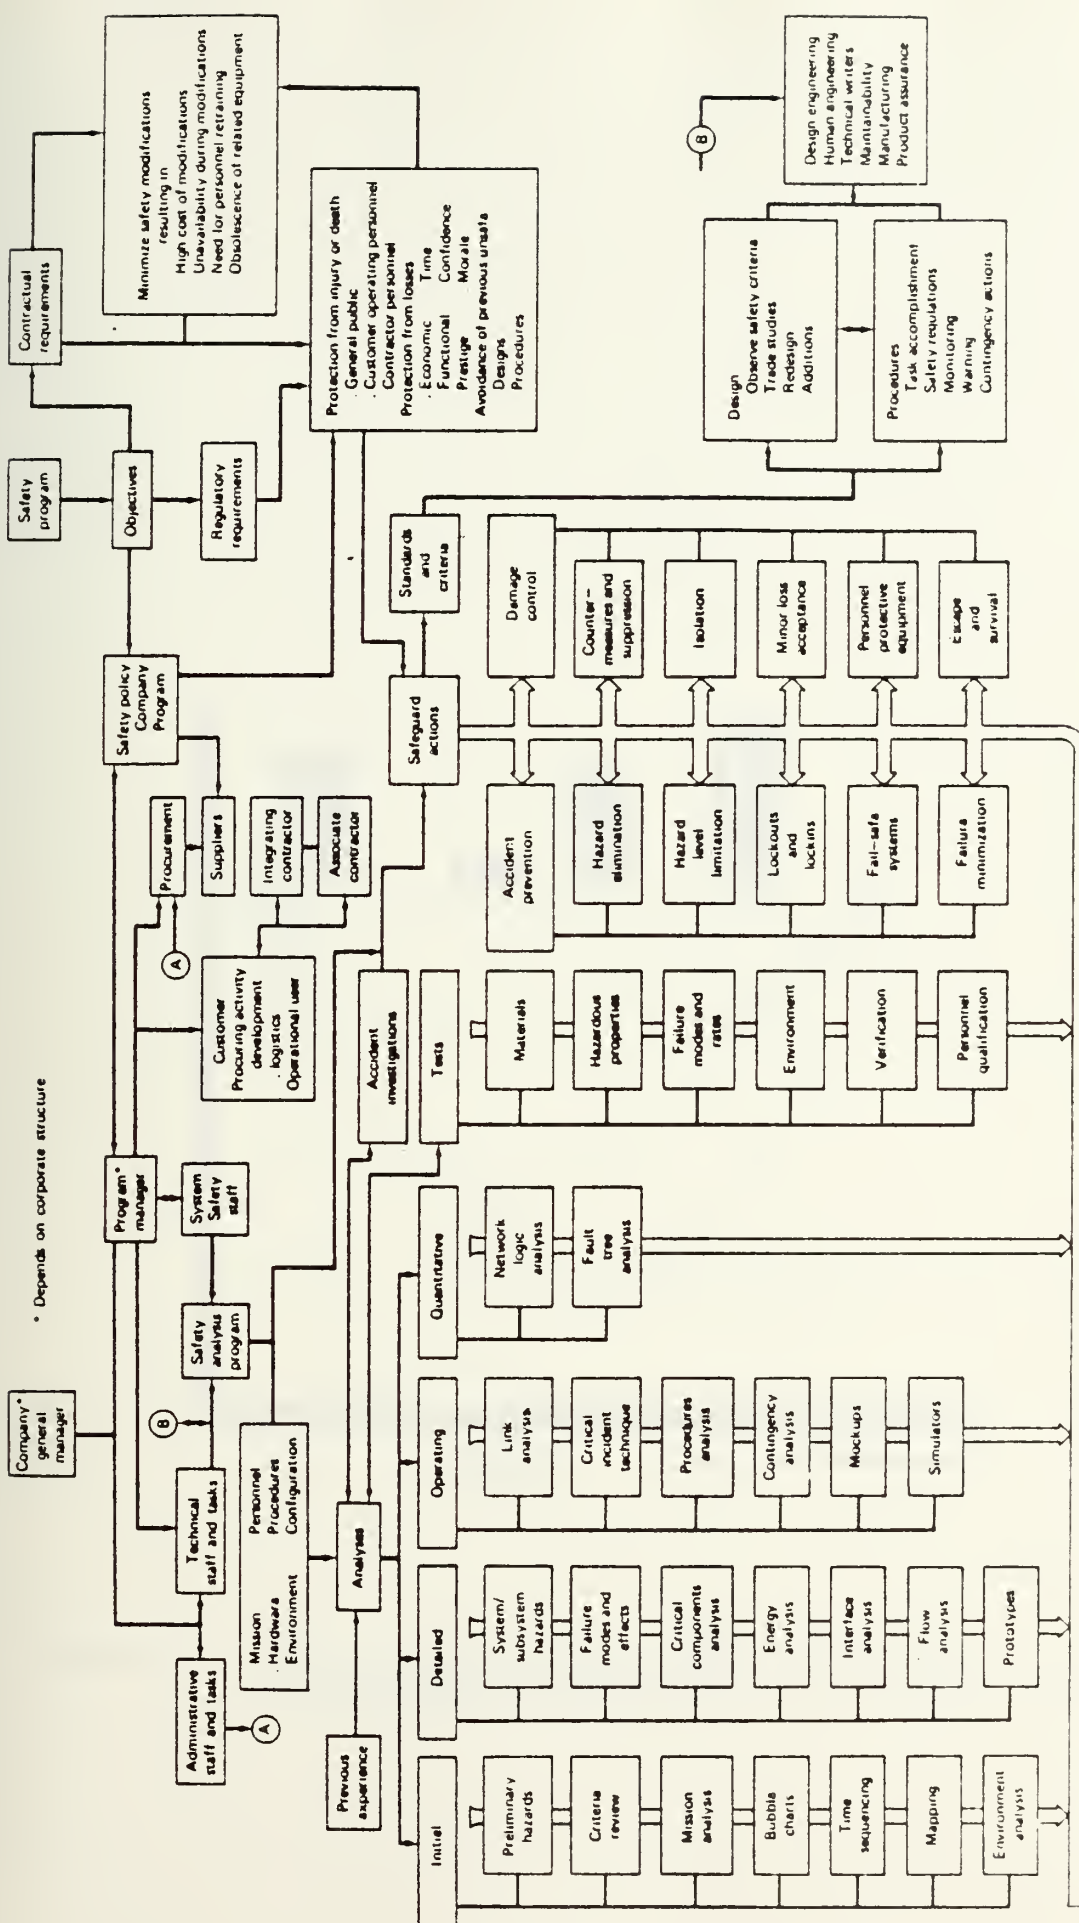 * Depends on corporate structure
Company*
general
manager
Safety
program
Contractual
requirements
Objectives
Regulatory
requirements
Minimize safety modifications
resulting in
High cost of modifications
Unavailability during modifications
Need for personnel retraining
Obsolescence of related equipment
Program*
manager
Safety policy
Company
Program
System
Safety
staff
Procurement
A
Suppliers
Integrating
contractor
Associate
contractor
Customer
Procuring activity
development
. logistics
Operational user
Administrative
staff and tasks
A
Technical
staff and tasks
B
Safety
analysis
program
Mission
. Hardwara
Environment
Personnel
Procedures
Configuration
Protection from injury or death
. General public
. Customer operating personnel
Contractor personnel
Protection from losses
. Economic Time
Functional Confidence
Prestige . Morale
Avoidance of previous unsafa
Designs
Procedures
Previous
experience
Analyses
Accident
investigations
Safeguard
actions
Standards
and
criteria
Initial
Preliminary
hazards
Criteria
review
Mission
analysis
Bubbla
charts
Time
sequencing
Mapping
Environment
analysis
Detailed
System/
subsystem
hazards
Failure
modes and
effects
Critical
components
analysis
Energy
analysis
Interface
analysis
Flow
analysis
Prototypes
Operating
Link
analysis
Critical
incident
technique
Procedures
analysis
Contingency
analysis
Mockups
Simulators
Quantitative
Network
logic
analysis
Fault
tree
analysis
Tests
Materials
Hazardous
properties
Failure
modes and
rates
Environment
Verification
Personnel
qualification
Accident
prevention
Hazard
elimination
Hazard
level
limitation
Lockouts
and
lockins
Fail-safa
systems
Failura
minimization
Damage
control
Counter-
measures and
suppression
Isolation
Minor loss
acceptance
Personnel
protective
equipment
Escape
and
survival
Design
Observe safety criteria
Trade studies
Redesign
Additions
Procedures
Task accomplishment
Safety regulations
Monitoring
Warning
Contingency actions
B
Design engineering
Human engineering
Technical writers
Maintainability
Manufacturing
Product assurance